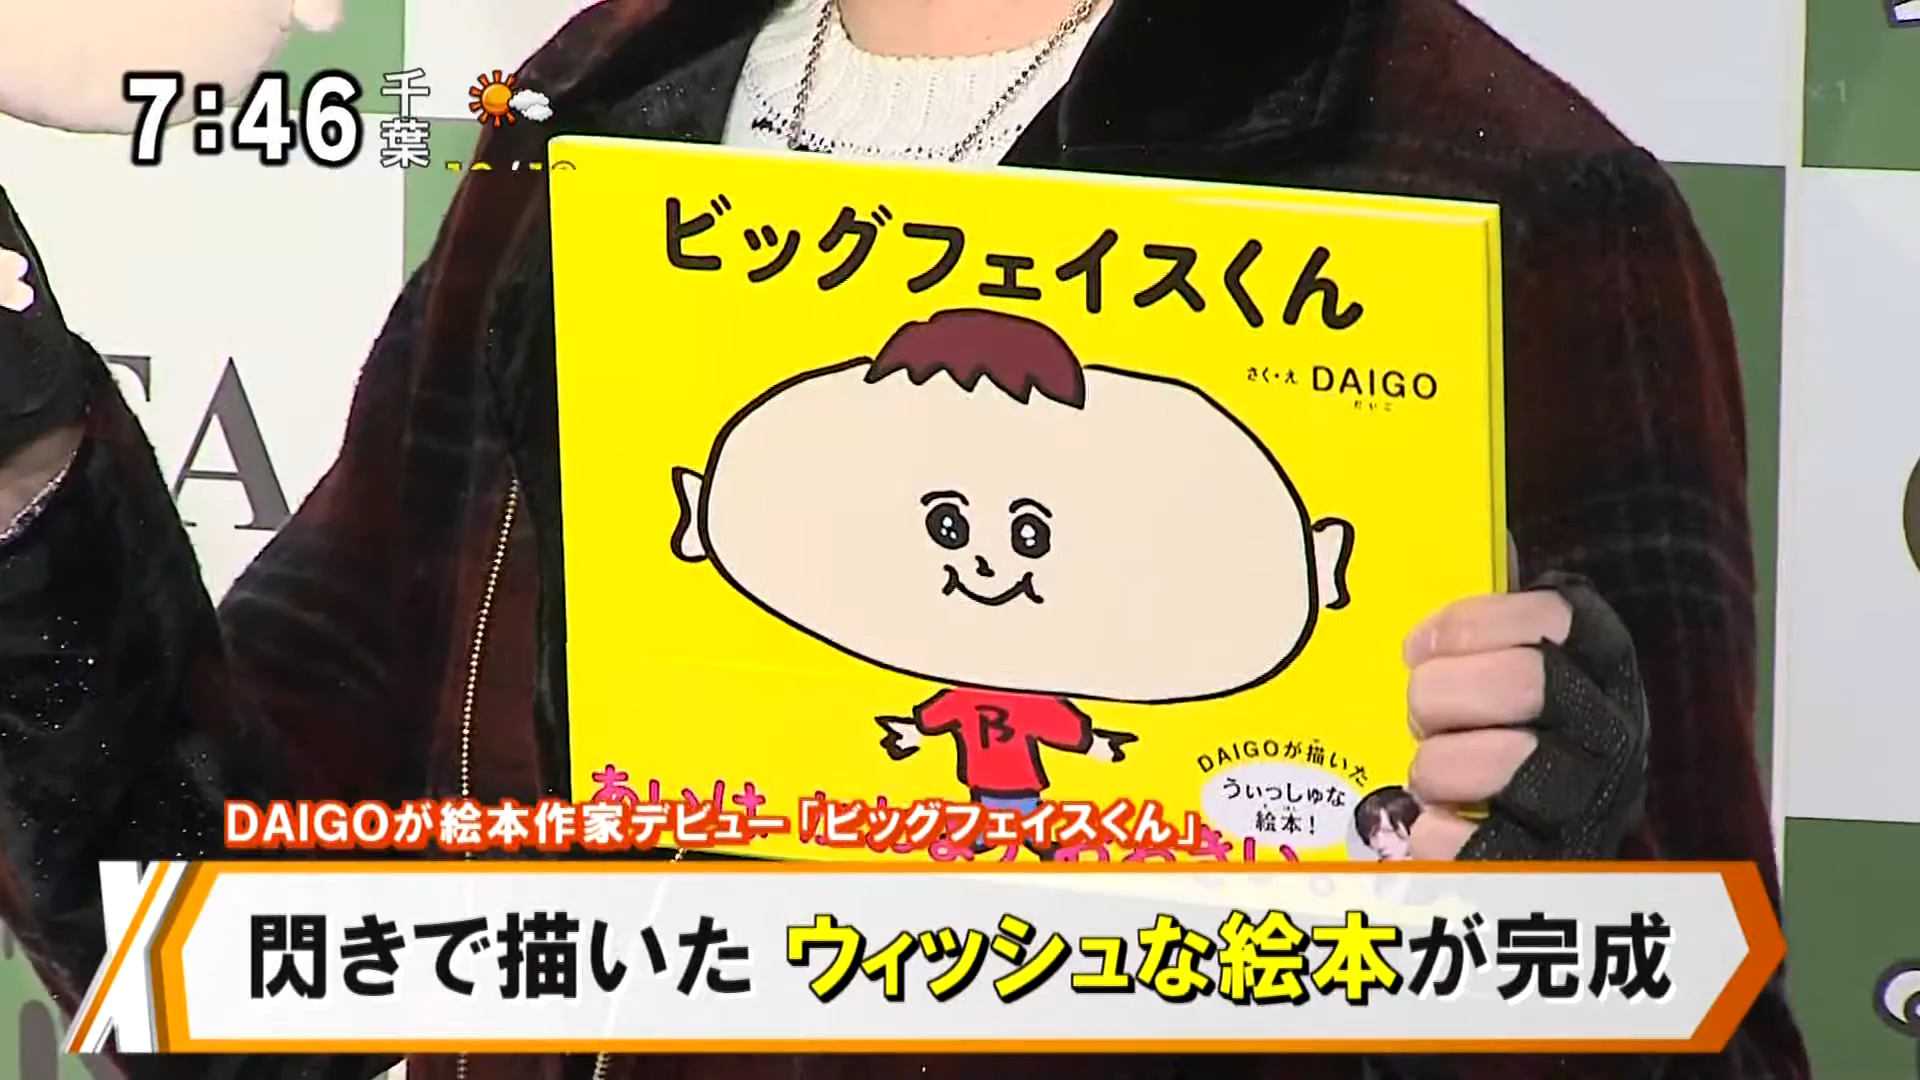 7:46
千葉
ビッグフェイスくん
さく・え DAIGO
だいご
B
DAIGOが描いた
うぃっしゅな
絵本!
DAIGOが絵本作家デビュー「ビッグフェイスくん」
閃きで描いた ウィッシュな絵本が完成